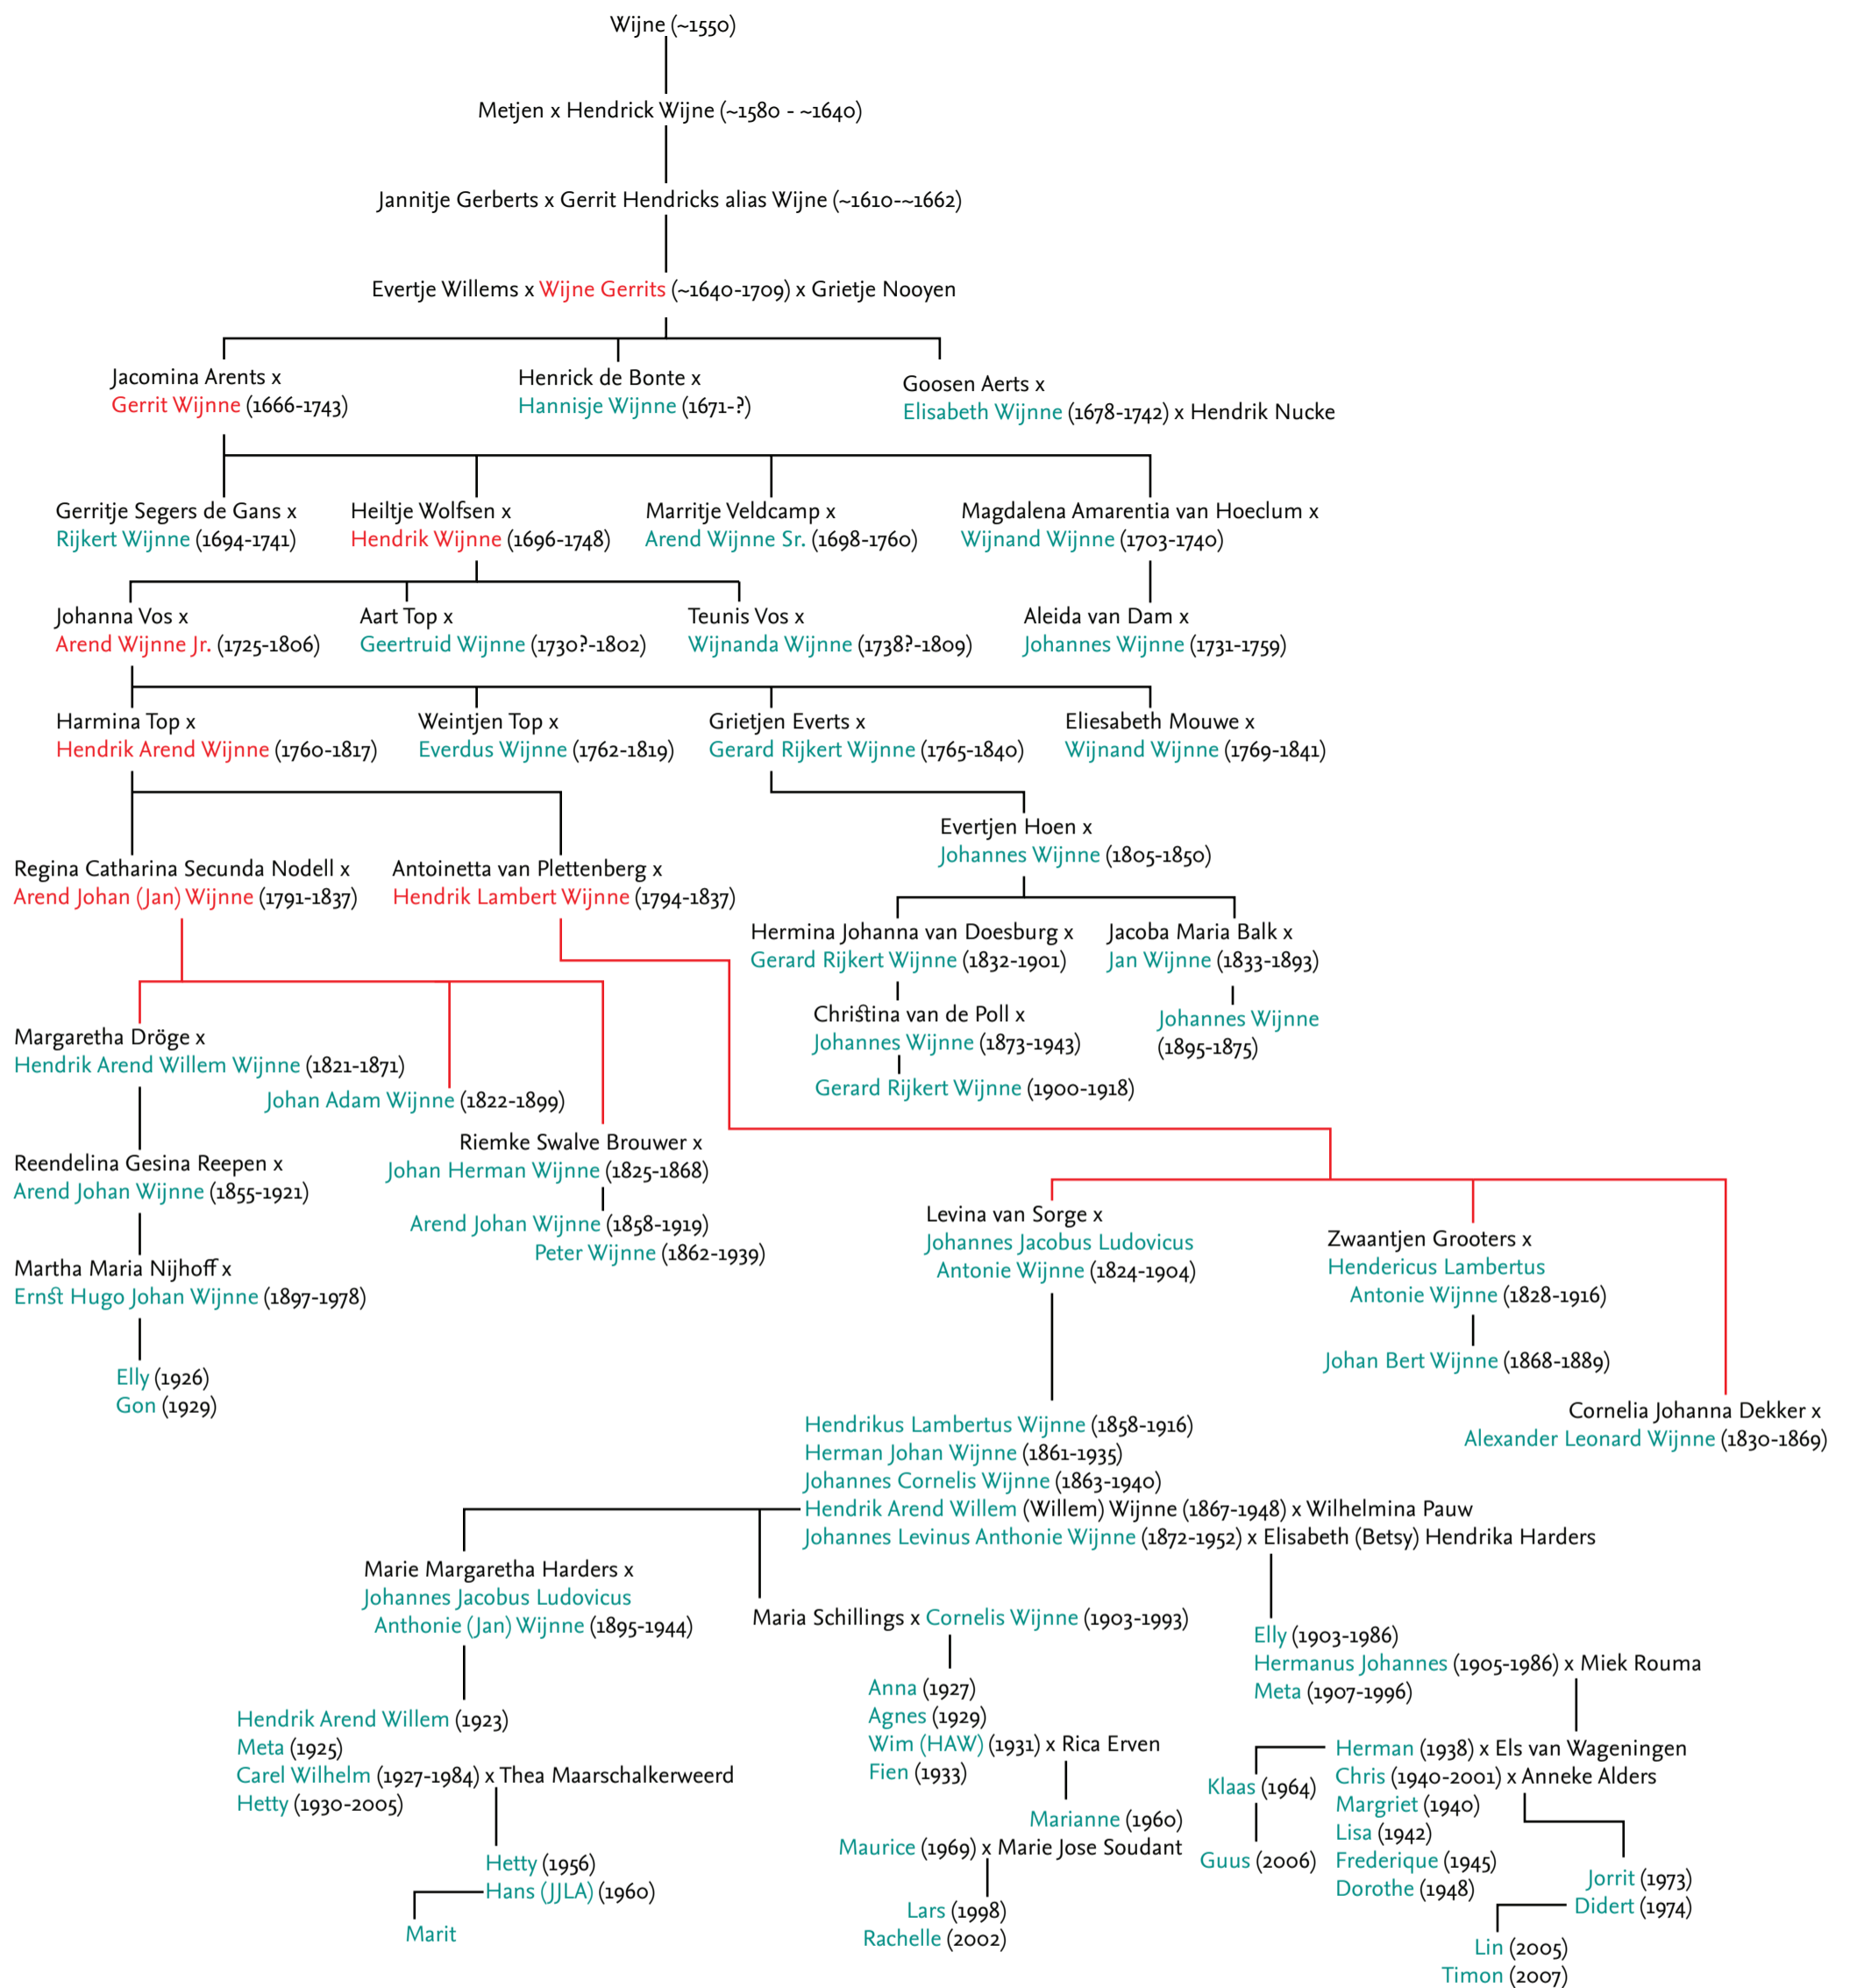 Wijne (~1550)
Metjen x Hendrick Wijne (~1580 - ~1640)
Jannitje Gerberts x Gerrit Hendricks alias Wijne (~1610-~1662)
Evertje Willems x Wijne Gerrits (~1640-1709) x Grietje Nooyen
Jacomina Arents x
Gerrit Wijnne (1666-1743)
Henrick de Bonte x
Hannisje Wijnne (1671-?)
Goosen Aerts x
Elisabeth Wijnne (1678-1742) x Hendrik Nucke
Gerritje Segers de Gans x
Rijkert Wijnne (1694-1741)
Heiltje Wolfsen x
Hendrik Wijnne (1696-1748)
Marritje Veldcamp x
Arend Wijnne Sr. (1698-1760)
Magdalena Amarentia van Hoeclum x
Wijnand Wijnne (1703-1740)
Johanna Vos x
Arend Wijnne Jr. (1725-1806)
Aart Top x
Geertruid Wijnne (1730?-1802)
Teunis Vos x
Wijnanda Wijnne (1738?-1809)
Aleida van Dam x
Johannes Wijnne (1731-1759)
Harmina Top x
Hendrik Arend Wijnne (1760-1817)
Weintjen Top x
Everdus Wijnne (1762-1819)
Grietjen Everts x
Gerard Rijkert Wijnne (1765-1840)
Eliesabeth Mouwe x
Wijnand Wijnne (1769-1841)
Regina Catharina Secunda Nodell x
Arend Johan (Jan) Wijnne (1791-1837)
Antoinetta van Plettenberg x
Hendrik Lambert Wijnne (1794-1837)
Evertjen Hoen x
Johannes Wijnne (1805-1850)
Hermina Johanna van Doesburg x
Gerard Rijkert Wijnne (1832-1901)
Jacoba Maria Balk x
Jan Wijnne (1833-1893)
Christina van de Poll x
Johannes Wijnne (1873-1943)
Johannes Wijnne
(1895-1875)
Gerard Rijkert Wijnne (1900-1918)
Margaretha Dröge x
Hendrik Arend Willem Wijnne (1821-1871)
Johan Adam Wijnne (1822-1899)
Riemke Swalve Brouwer x
Johan Herman Wijnne (1825-1868)
Reendelina Gesina Reepen x
Arend Johan Wijnne (1855-1921)
Arend Johan Wijnne (1858-1919)
Peter Wijnne (1862-1939)
Martha Maria Nijhoff x
Ernst Hugo Johan Wijnne (1897-1978)
Elly (1926)
Gon (1929)
Levina van Sorge x
Johannes Jacobus Ludovicus
Antonie Wijnne (1824-1904)
Zwaantjen Grooters x
Hendericus Lambertus
Antonie Wijnne (1828-1916)
Johan Bert Wijnne (1868-1889)
Cornelia Johanna Dekker x
Alexander Leonard Wijnne (1830-1869)
Hendrikus Lambertus Wijnne (1858-1916)
Herman Johan Wijnne (1861-1935)
Johannes Cornelis Wijnne (1863-1940)
Hendrik Arend Willem (Willem) Wijnne (1867-1948) x Wilhelmina Pauw
Johannes Levinus Anthonie Wijnne (1872-1952) x Elisabeth (Betsy) Hendrika Harders
Marie Margaretha Harders x
Johannes Jacobus Ludovicus
Anthonie (Jan) Wijnne (1895-1944)
Maria Schillings x Cornelis Wijnne (1903-1993)
Elly (1903-1986)
Hermanus Johannes (1905-1986) x Miek Rouma
Meta (1907-1996)
Hendrik Arend Willem (1923)
Meta (1925)
Carel Wilhelm (1927-1984) x Thea Maarschalkerweerd
Hetty (1930-2005)
Anna (1927)
Agnes (1929)
Wim (HAW) (1931) x Rica Erven
Fien (1933)
Herman (1938) x Els van Wageningen
Chris (1940-2001) x Anneke Alders
Margriet (1940)
Lisa (1942)
Frederique (1945)
Dorothe (1948)
Klaas (1964)
Guus (2006)
Marianne (1960)
Maurice (1969) x Marie Jose Soudant
Hetty (1956)
Hans (JJLA) (1960)
Marit
Lars (1998)
Rachelle (2002)
Jorrit (1973)
Didert (1974)
Lin (2005)
Timon (2007)